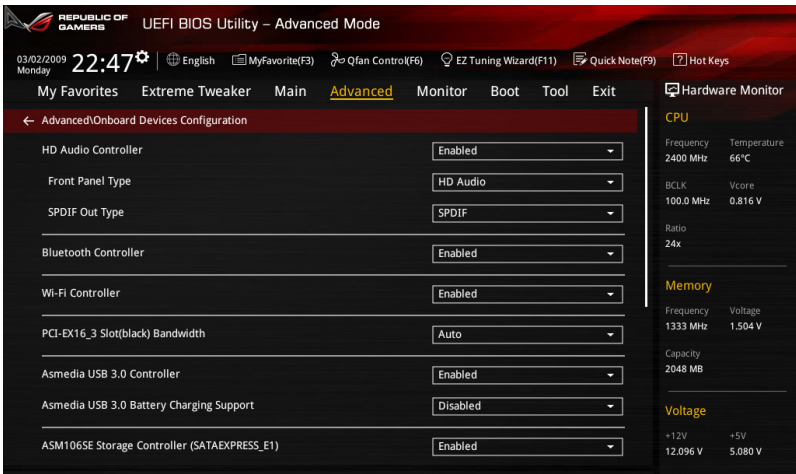 REPUBLIC OF
GAMERS
UEFI BIOS Utility – Advanced Mode
03/02/2009
Monday
22:47
English
MyFavorite(F3)
Qfan Control(F6)
EZ Tuning Wizard(F11)
Quick Note(F9)
? Hot Keys
My Favorites Extreme Tweaker Main Advanced Monitor Boot Tool Exit
Hardware Monitor
← Advanced\Onboard Devices Configuration
HD Audio Controller Enabled
Front Panel Type HD Audio
SPDIF Out Type SPDIF
Bluetooth Controller Enabled
Wi-Fi Controller Enabled
PCI-EX16_3 Slot(black) Bandwidth Auto
Asmedia USB 3.0 Controller Enabled
Asmedia USB 3.0 Battery Charging Support Disabled
ASM106SE Storage Controller (SATAEXPRESS_E1) Enabled
CPU
Frequency Temperature
2400 MHz 66°C
BCLK Vcore
100.0 MHz 0.816 V
Ratio
24x
Memory
Frequency Voltage
1333 MHz 1.504 V
Capacity
2048 MB
Voltage
+12V +5V
12.096 V 5.080 V